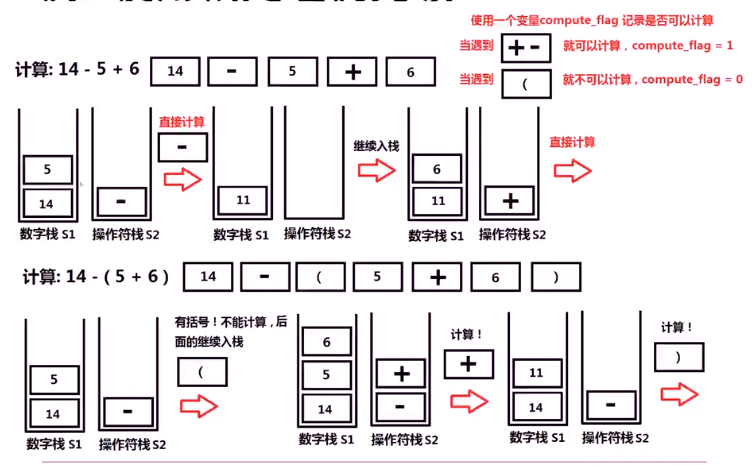 使用一个变量compute_flag 记录是否可以计算
当遇到 + - 就可以计算，compute_flag = 1
计算: 14 - 5 + 6 14 - 5 + 6
当遇到 ( 就不可以计算，compute_flag = 0
直接计算
-
继续入栈
直接计算
5
14
-
11
6
11
+
数字栈 S1 操作符栈 S2 数字栈 S1 操作符栈 S2 数字栈 S1 操作符栈 S2
计算: 14 - ( 5 + 6 ) 14 - ( 5 + 6 )
有括号！不能计算，后
面的继续入栈
(
计算！
+
计算！
)
5
14
-
6
5
14
+
-
11
14
-
数字栈 S1 操作符栈 S2 数字栈 S1 操作符栈 S2 数字栈 S1 操作符栈 S2